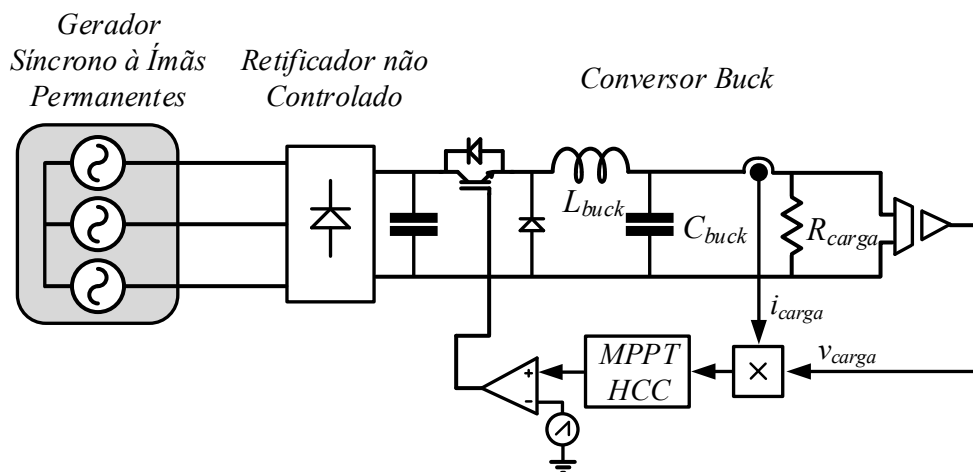 Gerador
Síncrono à Ímãs
Permanentes
Retificador não
Controlado
Conversor Buck
L_buck
C_buck
R_carga
i_carga
v_carga
MPPT
HCC
×
+
-